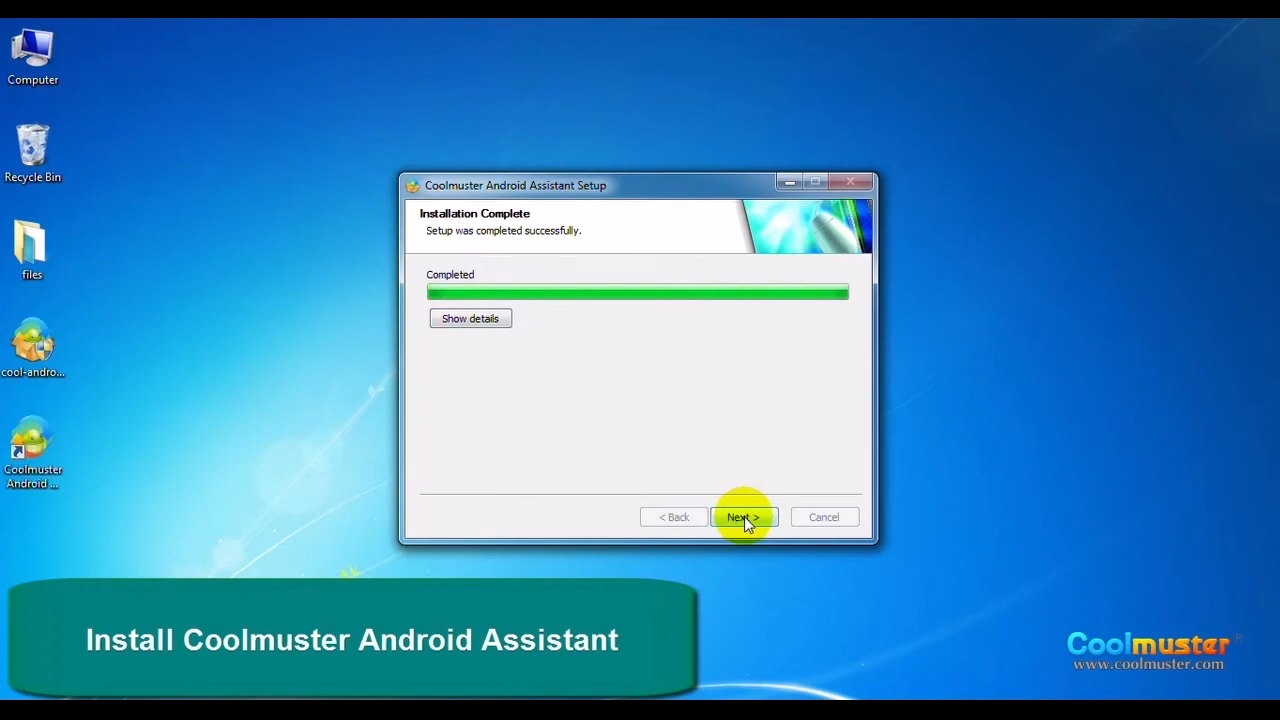 Computer
Recycle Bin
files
cool-andro...
Coolmuster
Android ...
Coolmuster Android Assistant Setup
Installation Complete
Setup was completed successfully.
Completed
Show details
< Back
Next >
Cancel
Install Coolmuster Android Assistant
Coolmuster®
www.coolmuster.com